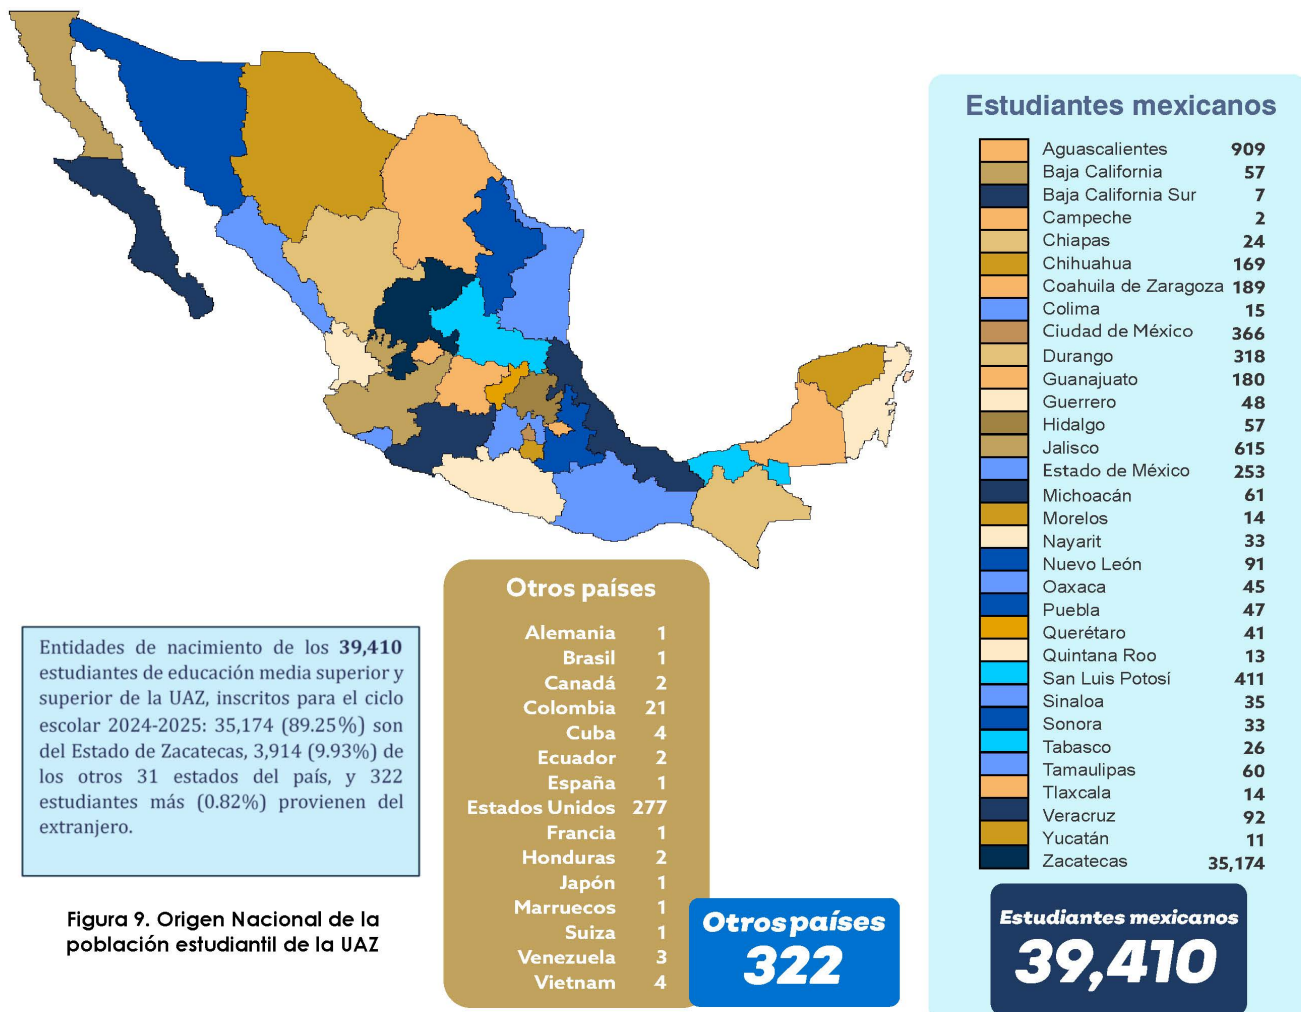 Estudiantes mexicanos
Aguascalientes 909
Baja California 57
Baja California Sur 7
Campeche 2
Chiapas 24
Chihuahua 169
Coahuila de Zaragoza 189
Colima 15
Ciudad de México 366
Durango 318
Guanajuato 180
Guerrero 48
Hidalgo 57
Jalisco 615
Estado de México 253
Michoacán 61
Morelos 14
Nayarit 33
Nuevo León 91
Oaxaca 45
Puebla 47
Querétaro 41
Quintana Roo 13
San Luis Potosí 411
Sinaloa 35
Sonora 33
Tabasco 26
Tamaulipas 60
Tlaxcala 14
Veracruz 92
Yucatán 11
Zacatecas 35,174
Estudiantes mexicanos
39,410
Otros países
Alemania 1
Brasil 1
Canadá 2
Colombia 21
Cuba 4
Ecuador 2
España 1
Estados Unidos 277
Francia 1
Honduras 2
Japón 1
Marruecos 1
Suiza 1
Venezuela 3
Vietnam 4
Otros países
322
Entidades de nacimiento de los 39,410
estudiantes de educación media superior y
superior de la UAZ, inscritos para el ciclo
escolar 2024-2025: 35,174 (89.25%) son
del Estado de Zacatecas, 3,914 (9.93%) de
los otros 31 estados del país, y 322
estudiantes más (0.82%) provienen del
extranjero.
Figura 9. Origen Nacional de la
población estudiantil de la UAZ